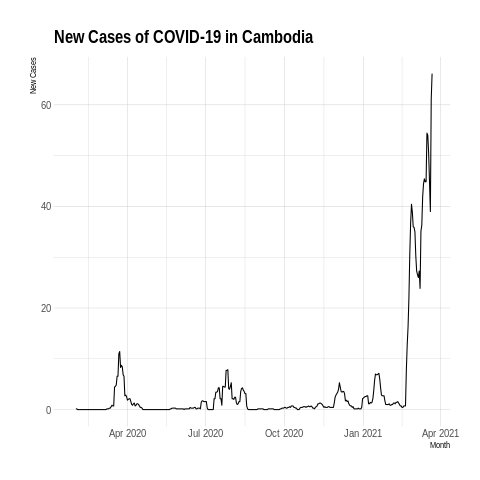 New Cases of COVID-19 in Cambodia
New Cases
60
40
20
0
Apr 2020 Jul 2020 Oct 2020 Jan 2021 Apr 2021
Month